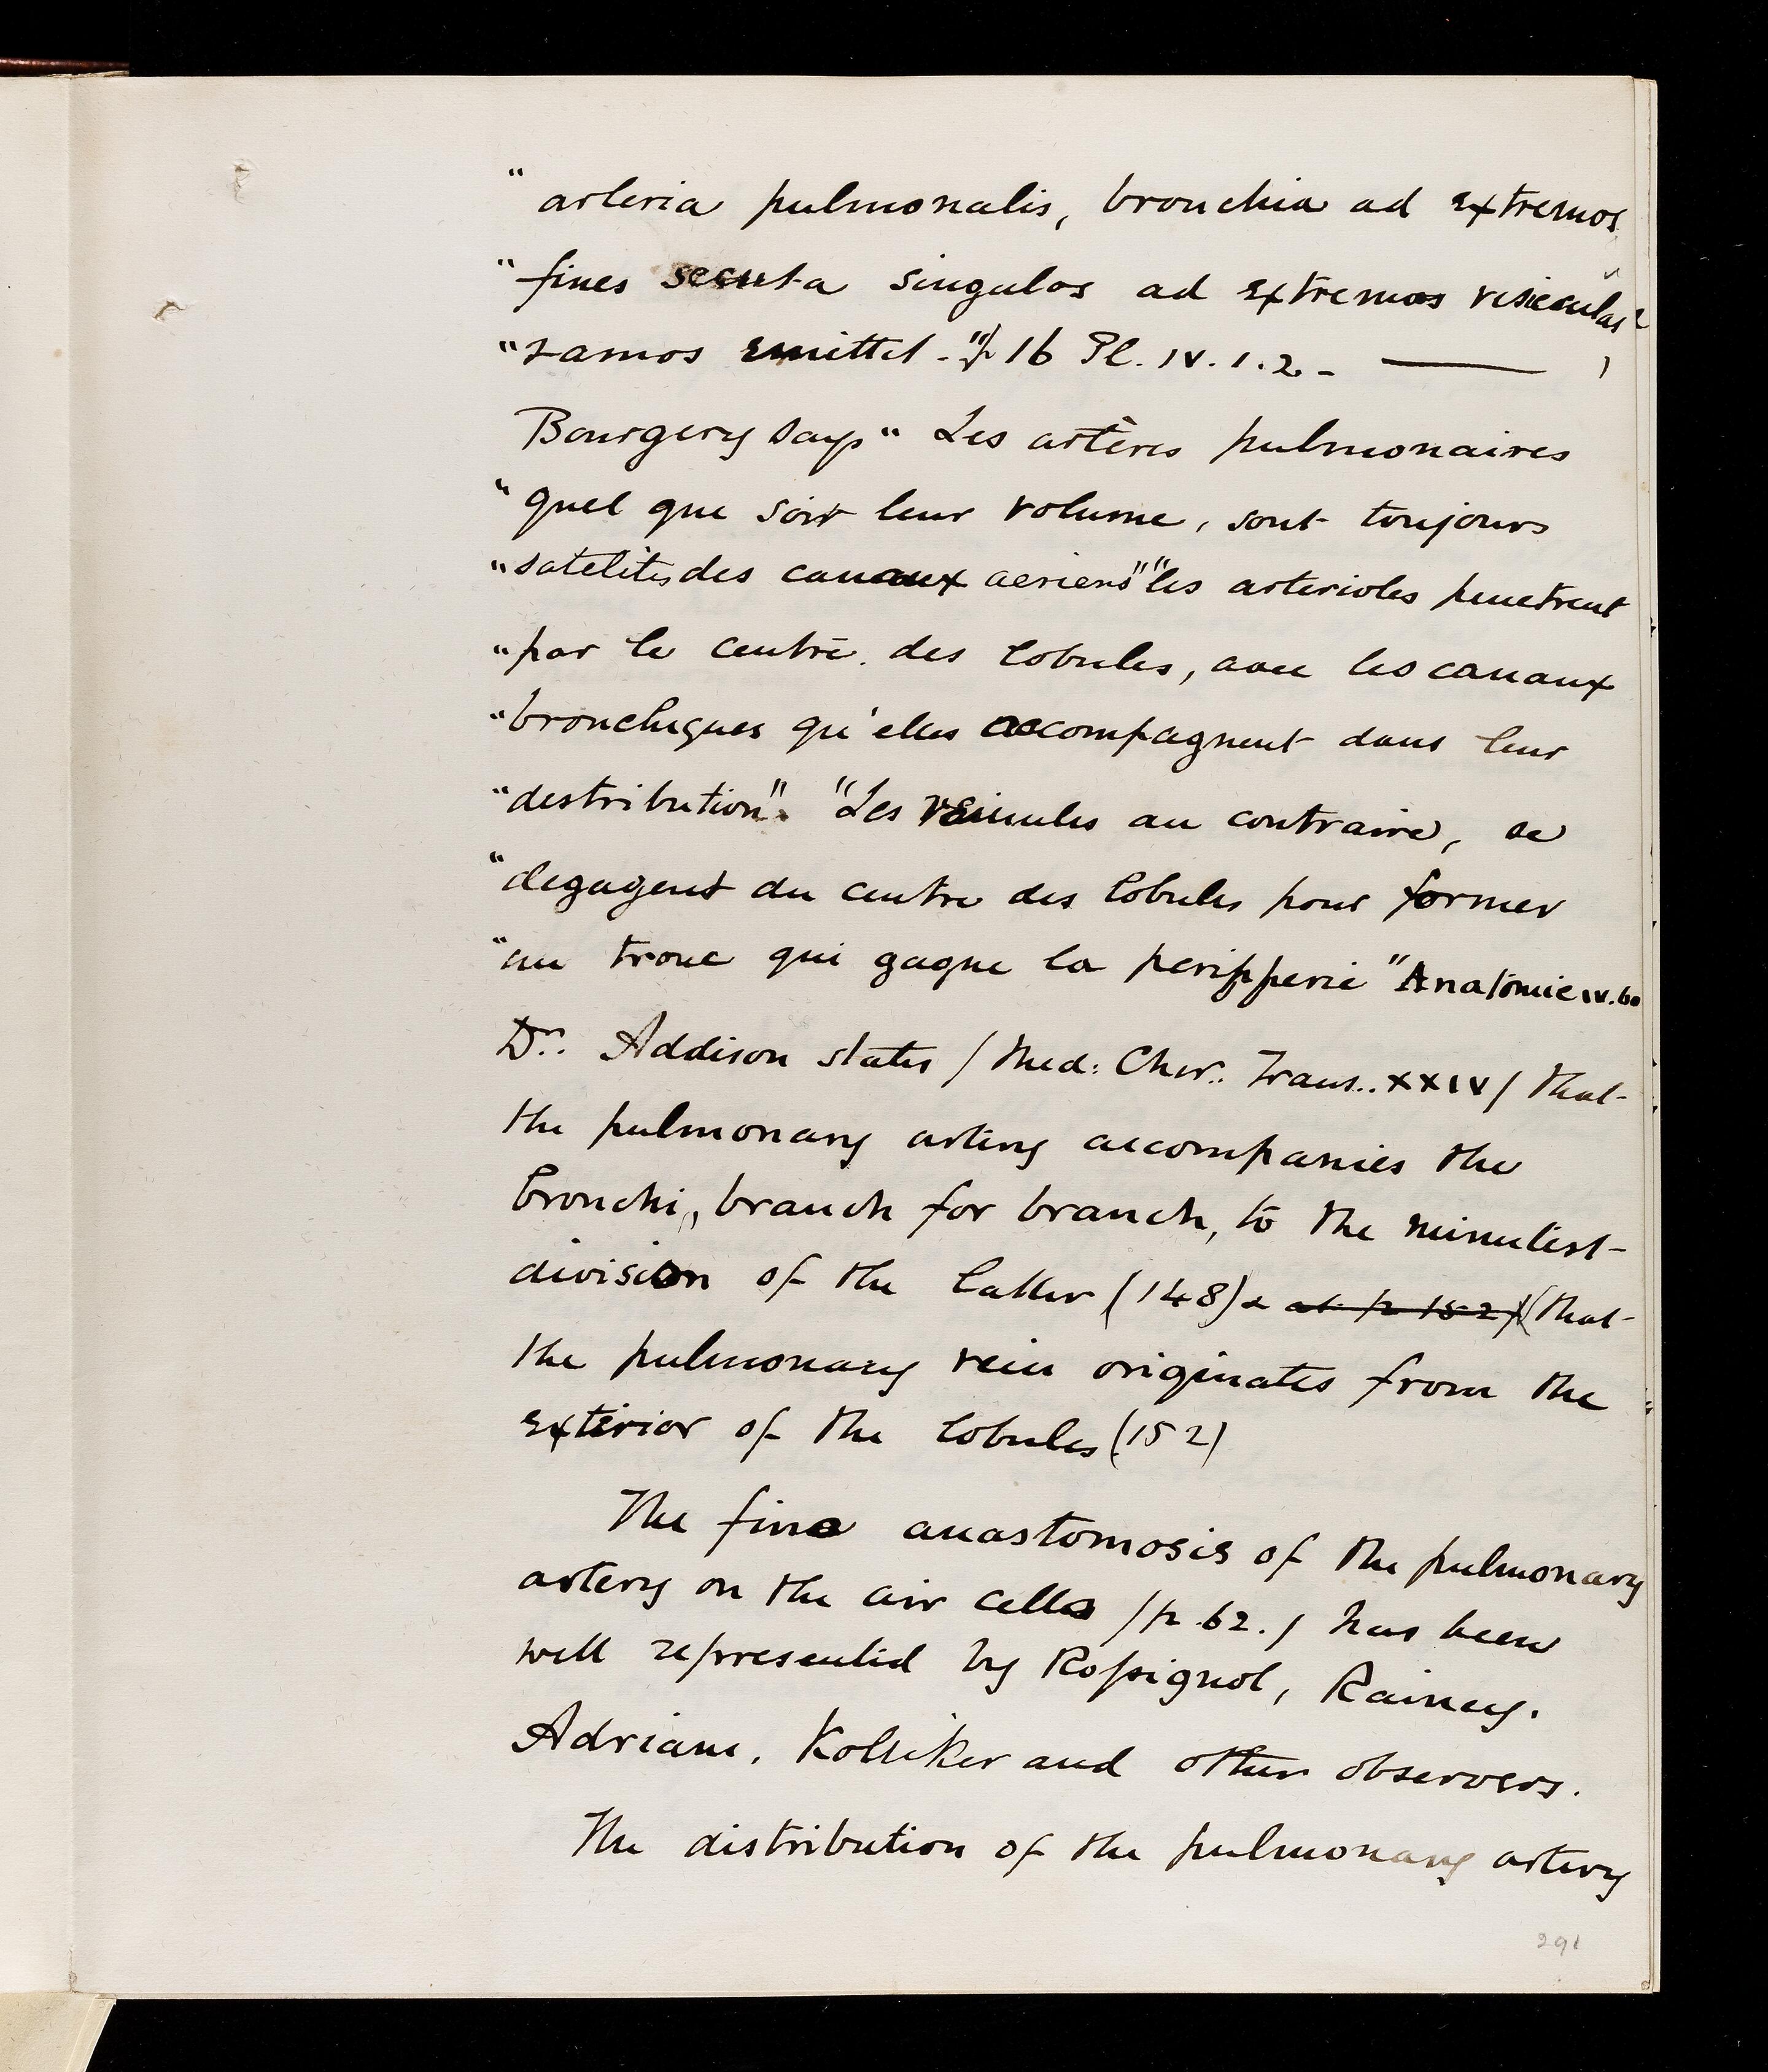 " arteria pulmonalis, bronchia ad extremos
" fines secuta singulos ad extremas vesiculas
" ramos emittet." p 16 Pl. IV. 1. 2 -
Bourgery says " Les artères pulmonaires
" quel que soit leur volume, sont toujours
" satelites des canaux aeriens" "les arterioles penetrent
" par le centre des lobules, avec les canaux
" bronchiques qu'elles accompagnent dans leur
" destribution". "Les veinules au contraire, se
" degagent du centre des lobules pour former
" un tronc qui gagne la peripperie" Anatomie IV. 60
Dr. Addison states / Med: Chir.. Trans.. XXIV / that
the pulmonary artery accompanies the
bronchi, branch for branch, to the minutest
division of the latter (148) & at p 152) (that
the pulmonary vein originates from the
exterior of the lobules (152)
The fine anastomosis of the pulmonary
artery on the air cells / p. 62. / has been
well represented by Rossignol, Rainey.
Adriani, Kolliker and other observers.
The distribution of the pulmonary artery
291